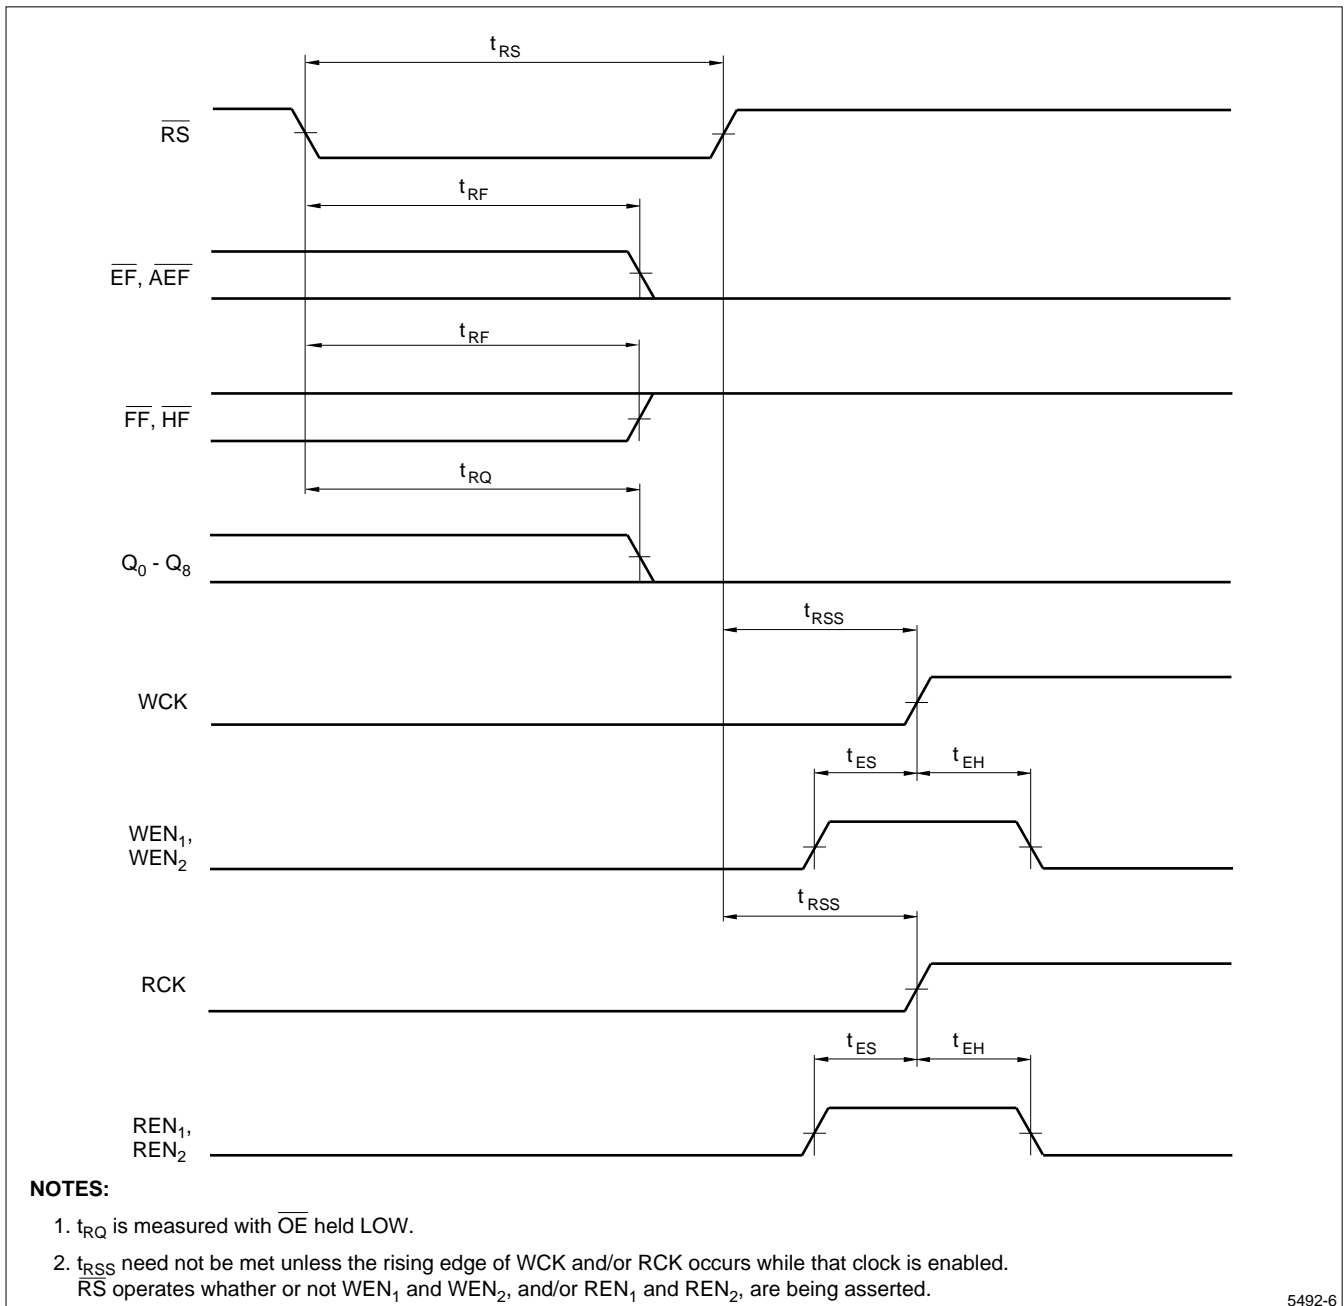 tRS
RS
tRF
EF, AEF
tRF
FF, HF
tRQ
Q0 - Q8
tRSS
WCK
tES tEH
WEN1,
WEN2
tRSS
RCK
tES tEH
REN1,
REN2
NOTES:
1. tRQ is measured with OE held LOW.
2. tRSS need not be met unless the rising edge of WCK and/or RCK occurs while that clock is enabled.
RS operates whether or not WEN1 and WEN2, and/or REN1 and REN2, are being asserted.
5492-6